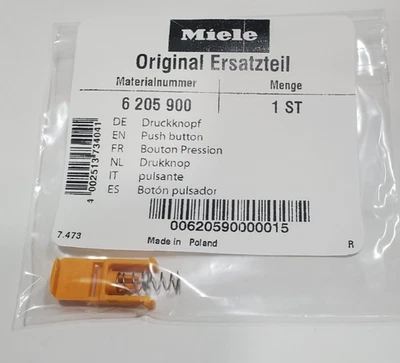 Miele
Original Ersatzteil
Materialnummer Menge
6 205 900 1 ST
DE Druckknopf
EN Push button
FR Bouton Pression
NL Drukknop
IT pulsante
ES Botón pulsador
4 002513 734041
00620590000015
7.473 Made in Poland R